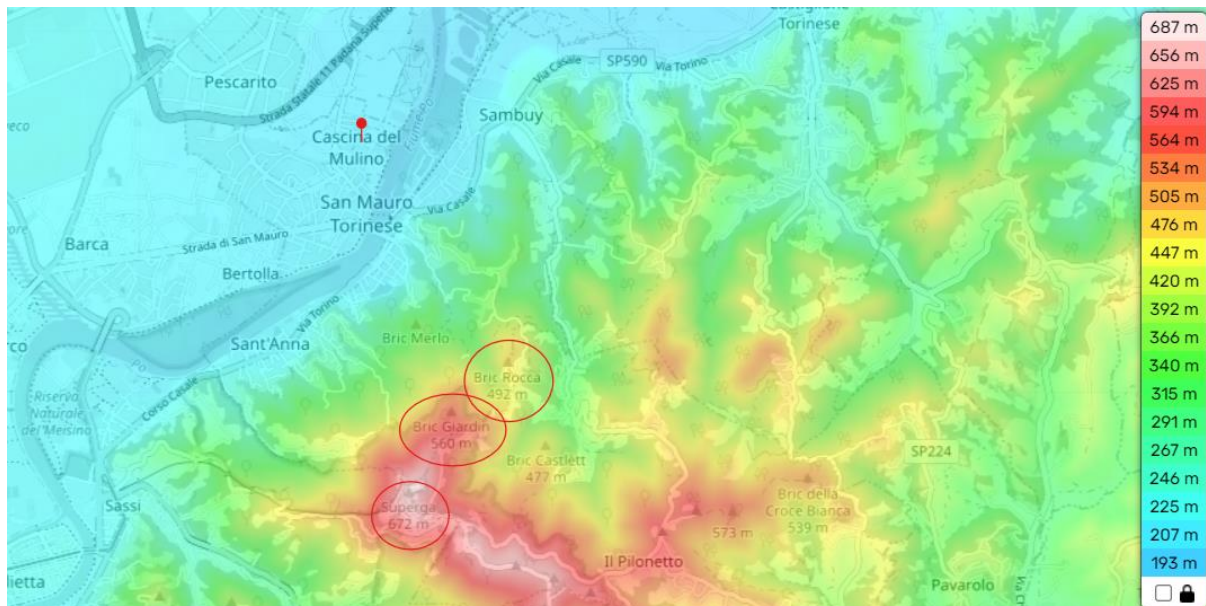 Castiglione
Torinese
SP590
Via Torino
Via Casale
Pescarito
Strada Statale 11 Padana Superiore
Sambuy
Cascina del
Mulino
San Mauro
Torinese
Via Casale
Strada di San Mauro
Barca
Bertolla
Via Torino
Sant'Anna
Bric Merlo
Po
Corso Casale
Riserva
Naturale
del Meisino
Bric Rocca
492 m
Bric Giardin
560 m
Bric Castlett
477 m
SP224
Sassi
Superga
672 m
Bric della
Croce Bianca
539 m
573 m
Il Pilonetto
Pavarolo
687 m
656 m
625 m
594 m
564 m
534 m
505 m
476 m
447 m
420 m
392 m
366 m
340 m
315 m
291 m
267 m
246 m
225 m
207 m
193 m